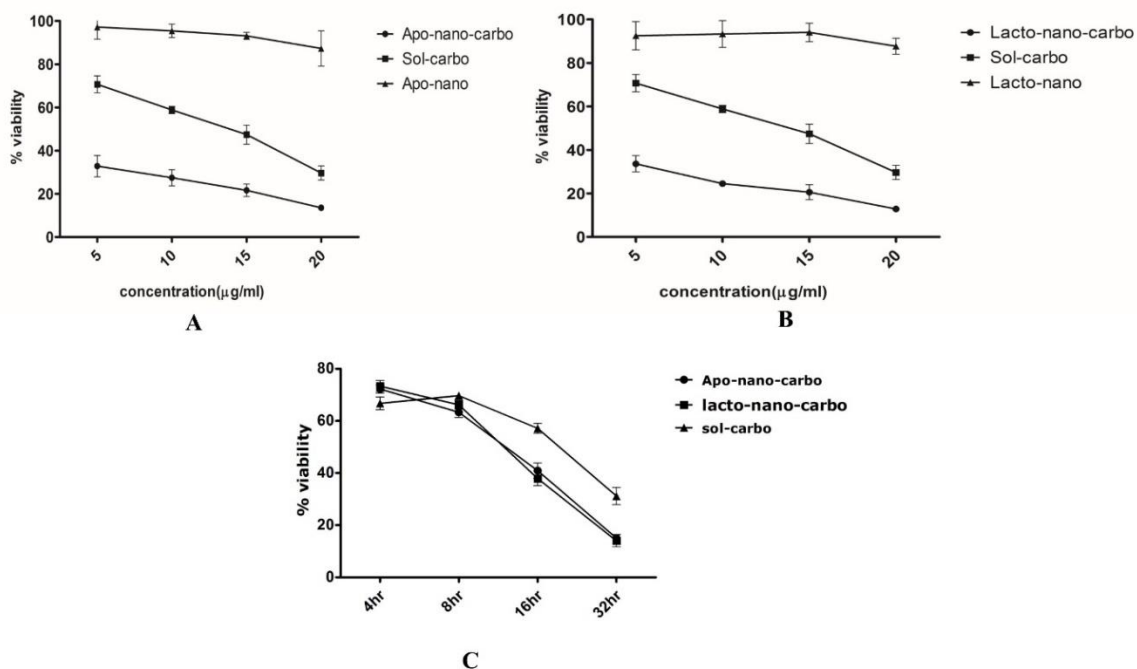 100
80
60
40
20
0
% viability
5
10
15
20
concentration(μg/ml)
Apo-nano-carbo
Sol-carbo
Apo-nano
A
100
80
60
40
20
0
% viability
5
10
15
20
concentration(μg/ml)
Lacto-nano-carbo
Sol-carbo
Lacto-nano
B
80
60
40
20
0
% viability
4hr
8hr
16hr
32hr
Apo-nano-carbo
lacto-nano-carbo
sol-carbo
C